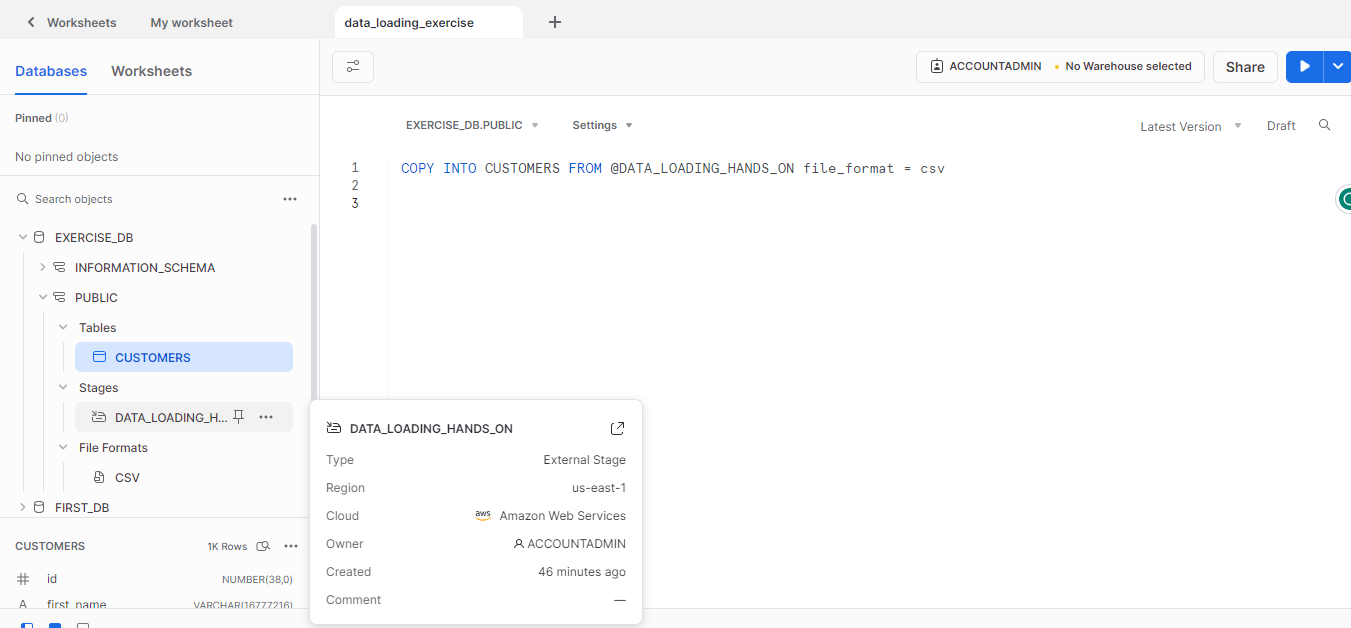 Worksheets My worksheet data_loading_exercise
Databases Worksheets
ACCOUNTADMIN No Warehouse selected Share
Pinned (0)
No pinned objects
Search objects
EXERCISE_DB
INFORMATION_SCHEMA
PUBLIC
Tables
CUSTOMERS
Stages
DATA_LOADING_H...
File Formats
CSV
FIRST_DB
CUSTOMERS 1K Rows
id NUMBER(38,0)
first_name VARCHAR(16777216)
EXERCISE_DB.PUBLIC Settings Latest Version Draft
1 COPY INTO CUSTOMERS FROM @DATA_LOADING_HANDS_ON file_format = csv
2
3
DATA_LOADING_HANDS_ON
Type External Stage
Region us-east-1
Cloud aws Amazon Web Services
Owner ACCOUNTADMIN
Created 46 minutes ago
Comment —